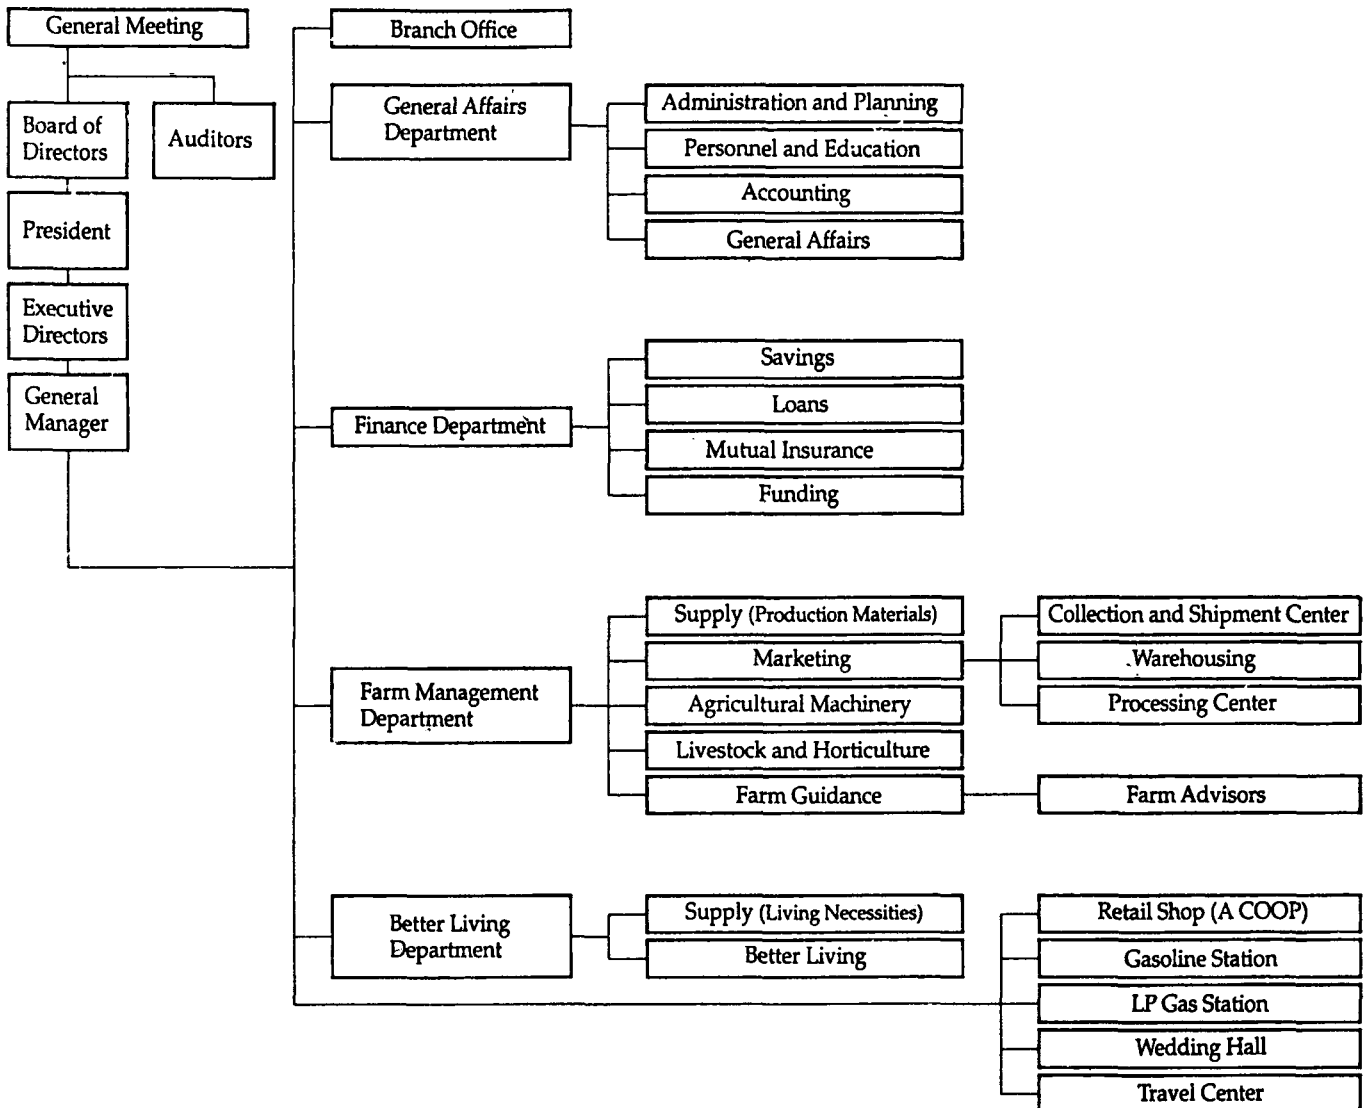 General Meeting
Board of
Directors
Auditors
President
Executive
Directors
General
Manager
Branch Office
General Affairs
Department
Administration and Planning
Personnel and Education
Accounting
General Affairs
Finance Department
Savings
Loans
Mutual Insurance
Funding
Farm Management
Department
Supply (Production Materials)
Marketing
Agricultural Machinery
Livestock and Horticulture
Farm Guidance
Collection and Shipment Center
Warehousing
Processing Center
Farm Advisors
Better Living
Department
Supply (Living Necessities)
Better Living
Retail Shop (A COOP)
Gasoline Station
LP Gas Station
Wedding Hall
Travel Center